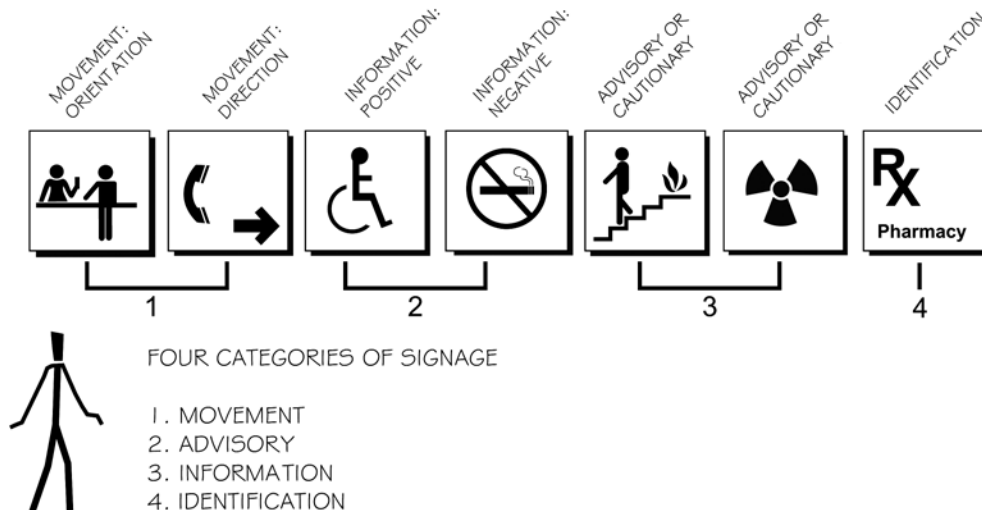 MOVEMENT:
ORIENTATION
MOVEMENT:
DIRECTION
INFORMATION:
POSITIVE
INFORMATION:
NEGATIVE
ADVISORY OR
CAUTIONARY
ADVISORY OR
CAUTIONARY
IDENTIFICATION
Rx
Pharmacy
1
2
3
4
FOUR CATEGORIES OF SIGNAGE
1. MOVEMENT
2. ADVISORY
3. INFORMATION
4. IDENTIFICATION